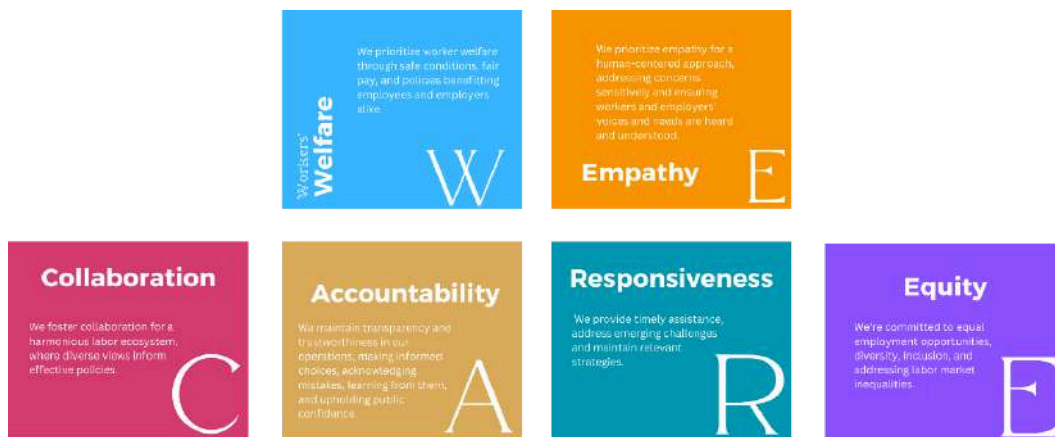 We prioritize worker welfare
through safe conditions, fair
pay, and policies benefitting
employees and employers
alike.
Workers'
Welfare
W
We prioritize empathy for a
human-centered approach,
addressing concerns
sensitively and ensuring
workers and employers'
voices and needs are heard
and understood.
Empathy
E
Collaboration
We foster collaboration for a
harmonious labor ecosystem,
where diverse views inform
effective policies.
C
Accountability
We maintain transparency and
trustworthiness in our
operations, making informed
choices, acknowledging
mistakes, learning from them,
and upholding public
confidence.
A
Responsiveness
We provide timely assistance,
address emerging challenges
and maintain relevant
strategies.
R
Equity
We're committed to equal
employment opportunities,
diversity, inclusion, and
addressing labor market
inequalities.
E